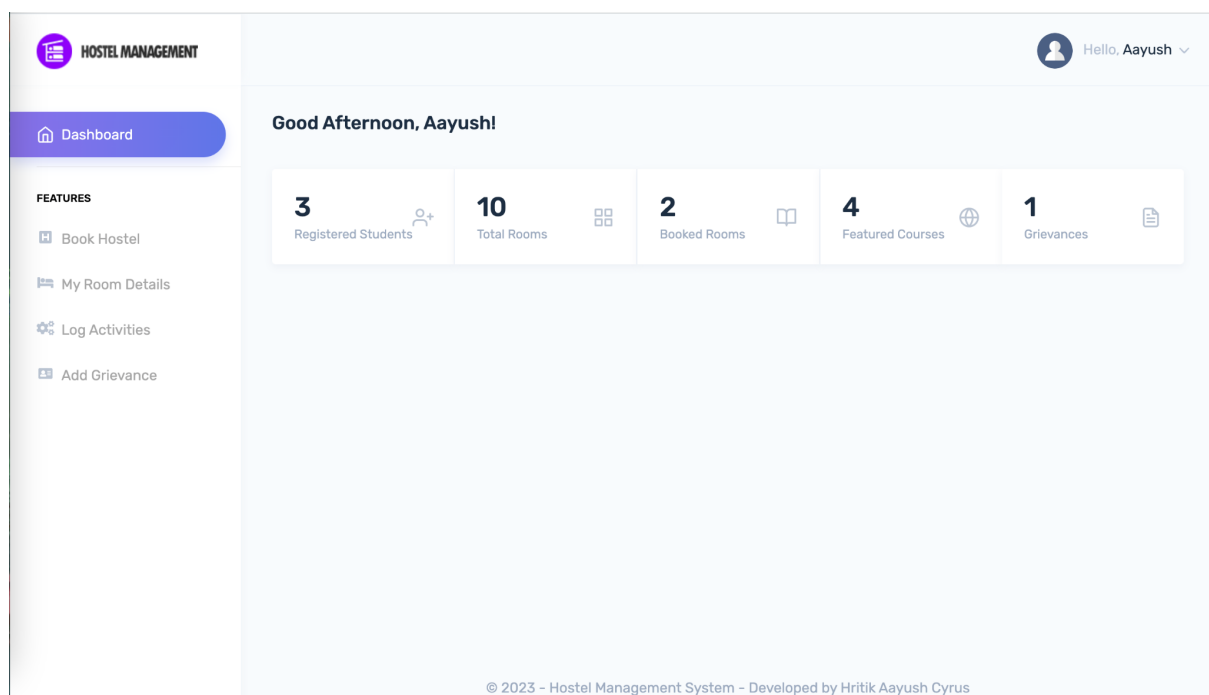 HOSTEL MANAGEMENT
Hello, Aayush
Dashboard
Good Afternoon, Aayush!
FEATURES
3
Registered Students
10
Total Rooms
2
Booked Rooms
4
Featured Courses
1
Grievances
H Book Hostel
My Room Details
Log Activities
Add Grievance
© 2023 - Hostel Management System - Developed by Hritik Aayush Cyrus